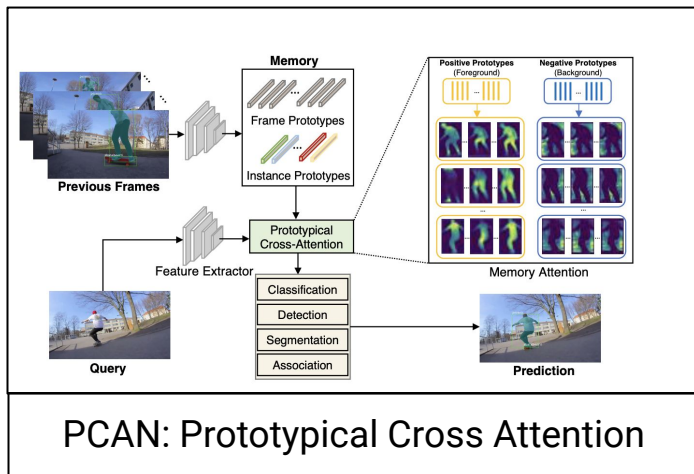 Memory
Frame Prototypes
Instance Prototypes
Previous Frames
Positive Prototypes
(Foreground)
Negative Prototypes
(Background)
...
...
...
...
...
...
...
...
...
...
Memory Attention
Prototypical
Cross-Attention
Feature Extractor
Classification
Detection
Segmentation
Association
Query
Prediction
PCAN: Prototypical Cross Attention